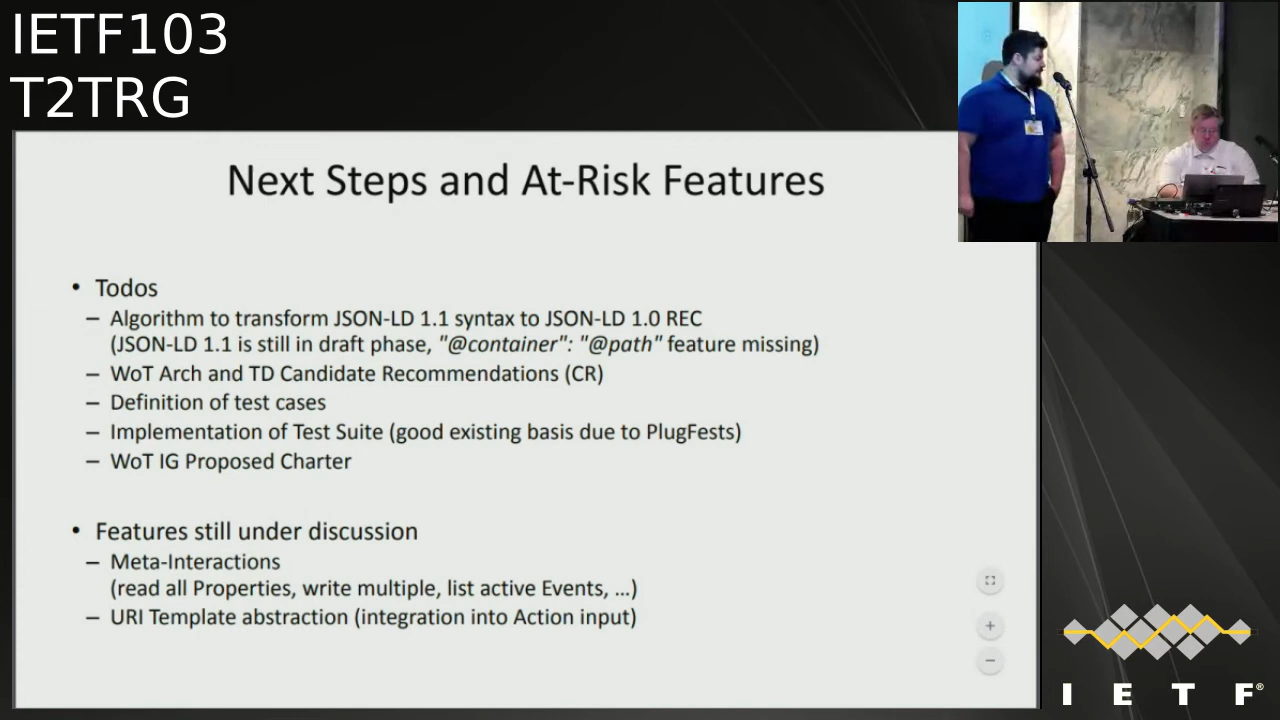 IETF103
T2TRG
Next Steps and At-Risk Features
• Todos
– Algorithm to transform JSON-LD 1.1 syntax to JSON-LD 1.0 REC
(JSON-LD 1.1 is still in draft phase, "@container": "@path" feature missing)
– WoT Arch and TD Candidate Recommendations (CR)
– Definition of test cases
– Implementation of Test Suite (good existing basis due to PlugFests)
– WoT IG Proposed Charter
• Features still under discussion
– Meta-Interactions
(read all Properties, write multiple, list active Events, …)
– URI Template abstraction (integration into Action input)
+
−
I E T F®